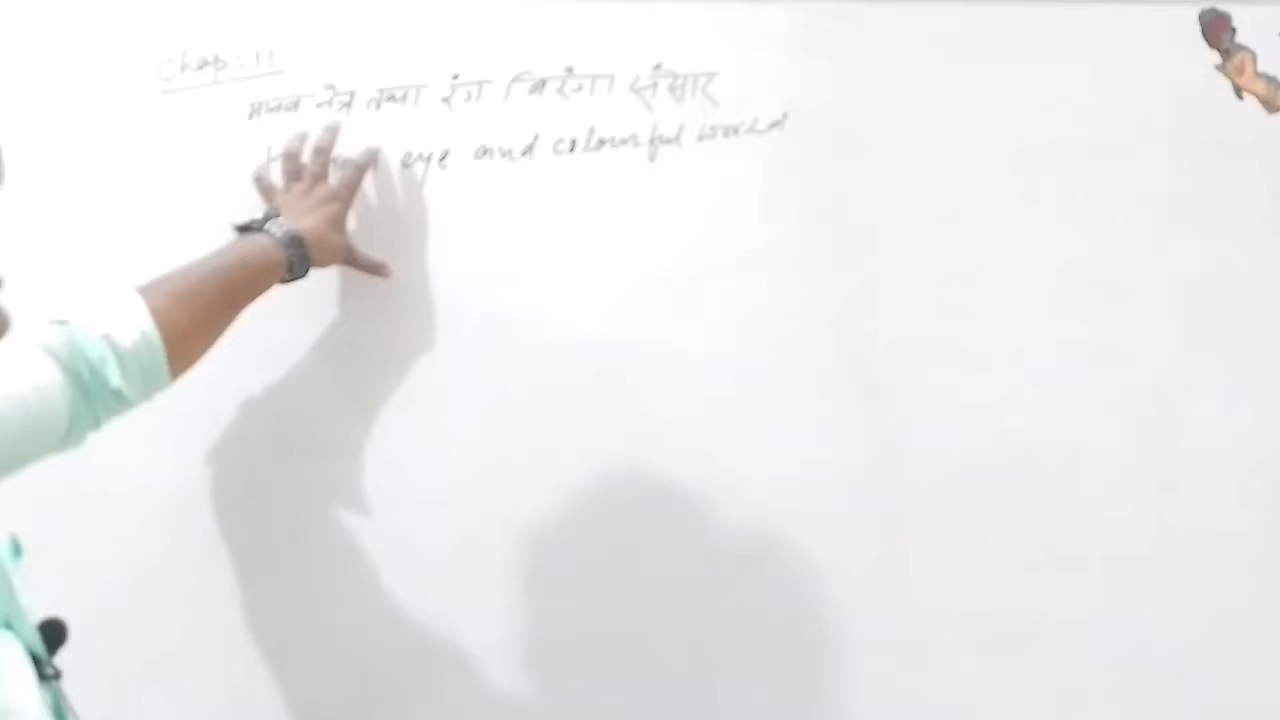 Chap:- 11
मानव नेत्र तथा रंग बिरंगा संसार
eye and colourful world